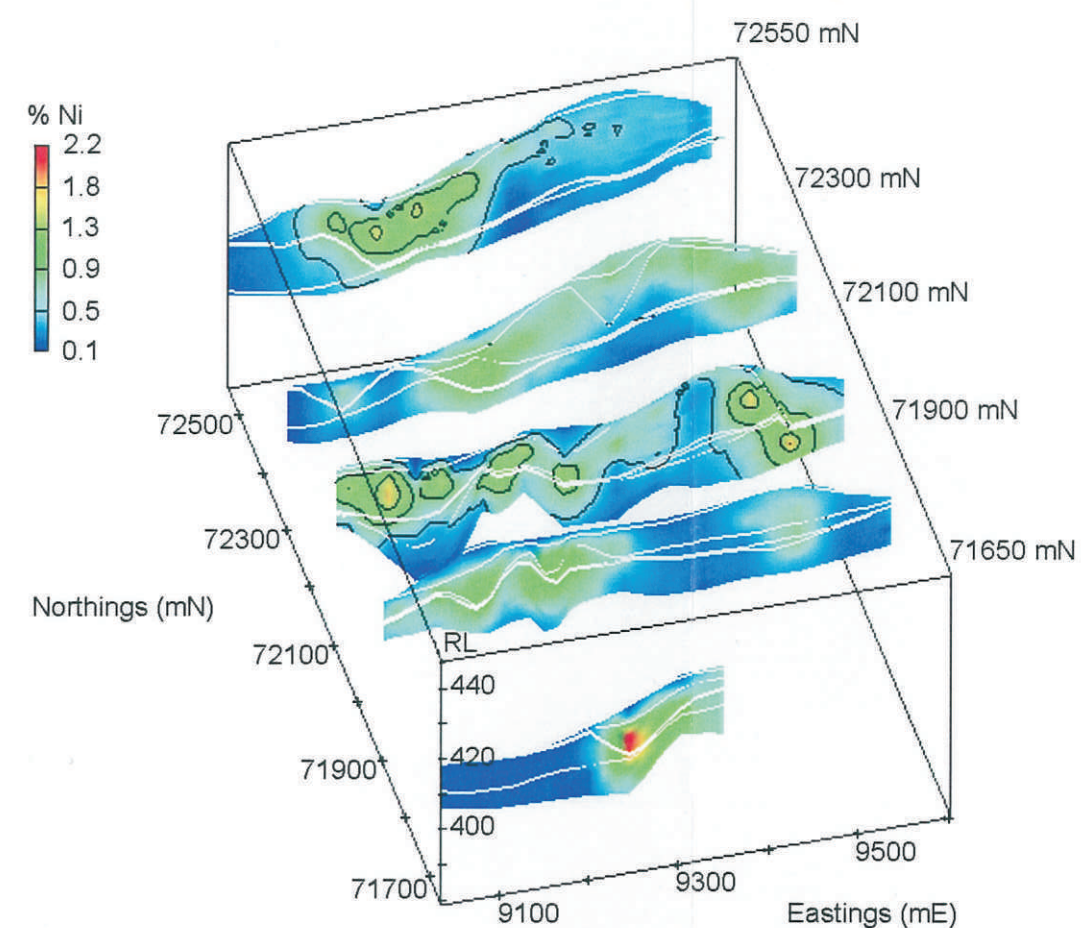 72550 mN
% Ni
2.2
1.8
1.3
0.9
0.5
0.1
72300 mN
72100 mN
71900 mN
71650 mN
72500
72300
Northings (mN)
72100
71900
71700
RL
440
420
400
9100
9300
9500
Eastings (mE)